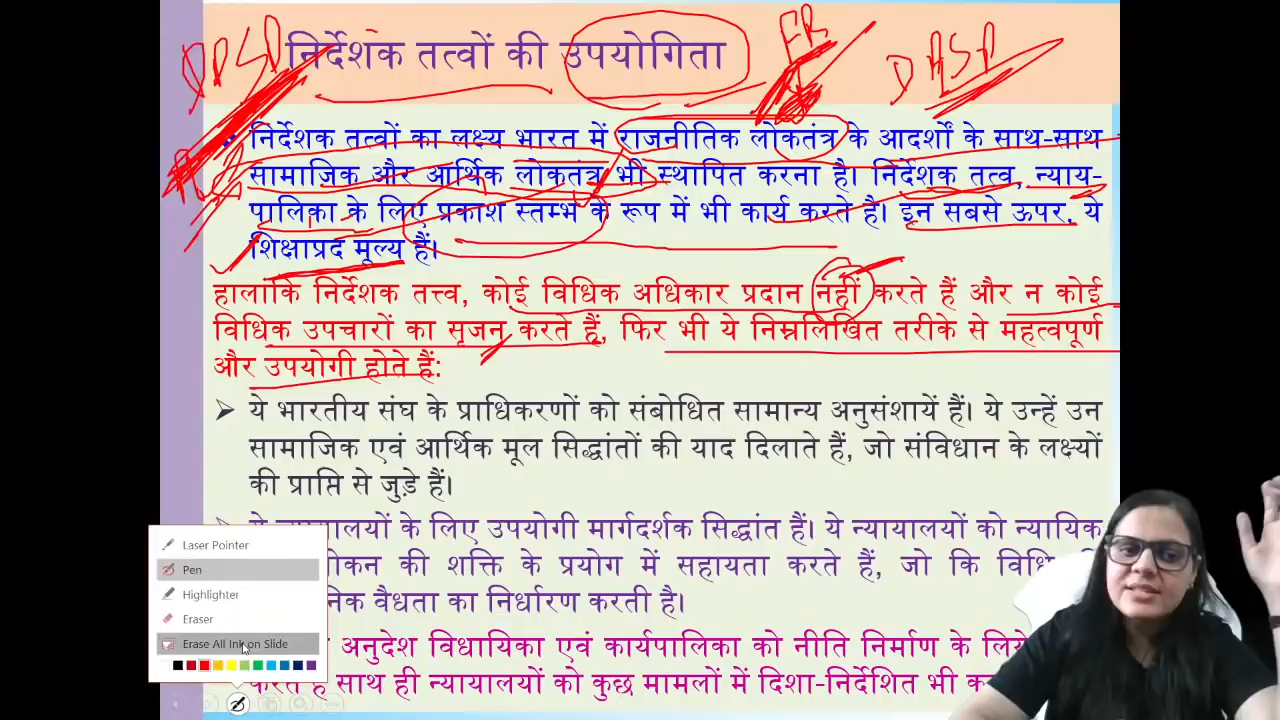 निर्देशक तत्वों की उपयोगिता
DPSP
FR
निर्देशक तत्वों का लक्ष्य भारत में राजनीतिक लोकतंत्र के आदर्शों के साथ-साथ
सामाजिक और आर्थिक लोकतंत्र भी स्थापित करना है। निर्देशक तत्व, न्याय-
पालिका के लिए प्रकाश स्तम्भ के रूप में भी कार्य करते है। इन सबसे ऊपर, ये
शिक्षाप्रद मूल्य हैं।
हालांकि निर्देशक तत्त्व, कोई विधिक अधिकार प्रदान नहीं करते हैं और न कोई
विधिक उपचारों का सृजन करते हैं, फिर भी ये निम्नलिखित तरीके से महत्वपूर्ण
और उपयोगी होते हैं:
➢ ये भारतीय संघ के प्राधिकरणों को संबोधित सामान्य अनुसंशायें हैं। ये उन्हें उन
सामाजिक एवं आर्थिक मूल सिद्धांतों की याद दिलाते हैं, जो संविधान के लक्ष्यों
की प्राप्ति से जुड़े हैं।
न्यायालयों के लिए उपयोगी मार्गदर्शक सिद्धांत हैं। ये न्यायालयों को न्यायिक
की शक्ति के प्रयोग में सहायता करते हैं, जो कि
वैधता का निर्धारण करती है।
अनुदेश विधायिका एवं कार्यपालिका को नीति निर्माण के लिये
करते है साथ ही न्यायालयों को कुछ मामलों में दिशा-निर्देशित भी
Laser Pointer
Pen
Highlighter
Eraser
Erase All Ink on Slide